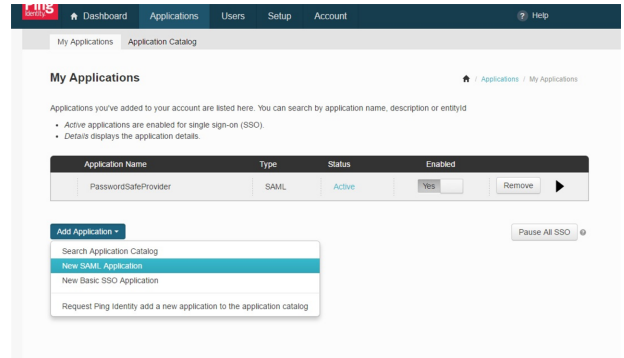 Ping
Identity.
Dashboard Applications Users Setup Account ? Help
My Applications Application Catalog
My Applications
/ Applications / My Applications
Applications you've added to your account are listed here. You can search by application name, description or entityId
• Active applications are enabled for single sign-on (SSO).
• Details displays the application details.
Application Name Type Status Enabled
PasswordSafeProvider SAML Active Yes Remove
Add Application Pause All SSO
Search Application Catalog
New SAML Application
New Basic SSO Application
Request Ping Identity add a new application to the application catalog